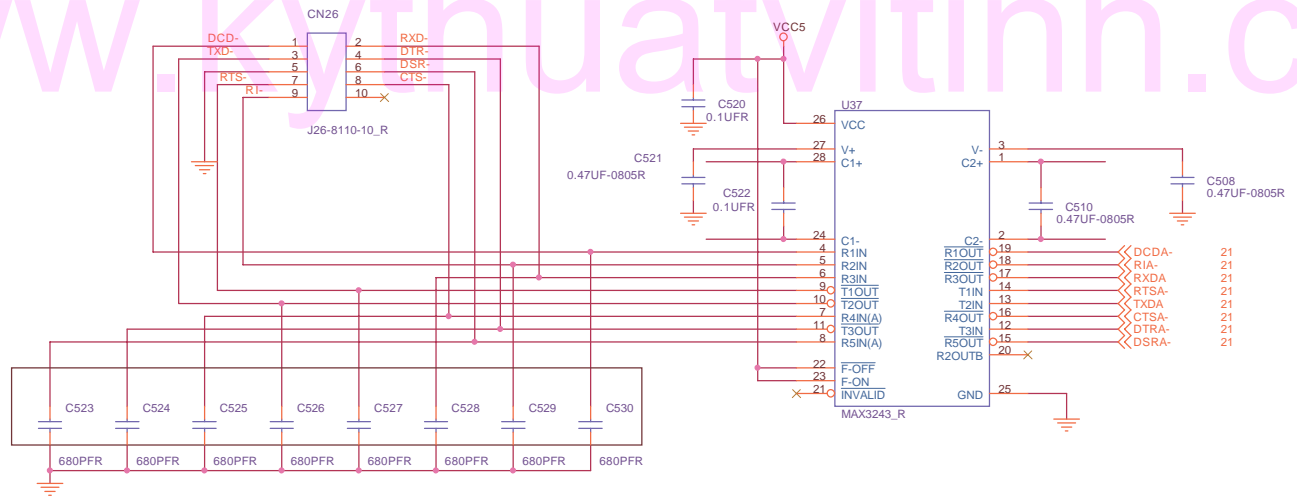 w.kythuatvitinh.c
CN26
DCD- 1 2 RXD-
TXD- 3 4 DTR-
5 6 DSR-
RTS- 7 8 CTS-
RI- 9 10
J26-8110-10_R
VCC5
C520
0.1UFR
C521
0.47UF-0805R
C522
0.1UFR
U37
26 VCC
27 V+ V- 3
28 C1+ C2+ 1
24 C1- C2- 2
4 R1IN R1OUT 19 DCDA- 21
5 R2IN R2OUT 18 RIA- 21
6 R3IN R3OUT 17 RXDA 21
9 T1OUT T1IN 14 RTSA- 21
10 T2OUT T2IN 13 TXDA 21
7 R4IN(A) R4OUT 16 CTSA- 21
11 T3OUT T3IN 12 DTRA- 21
8 R5IN(A) R5OUT 15 DSRA- 21
R2OUTB 20
22 F-OFF
23 F-ON
21 INVALID GND 25
MAX3243_R
C508
0.47UF-0805R
C510
0.47UF-0805R
C523 C524 C525 C526 C527 C528 C529 C530
680PFR 680PFR 680PFR 680PFR 680PFR 680PFR 680PFR 680PFR